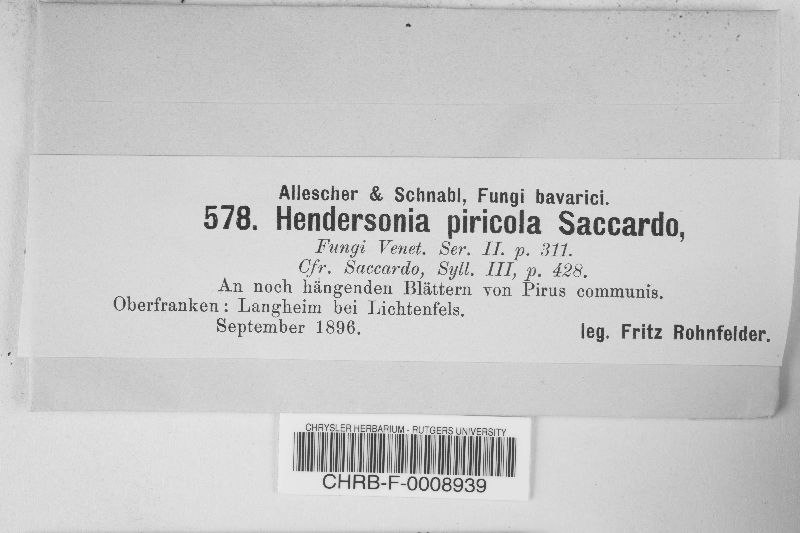 Allescher & Schnabl, Fungi bavarici.
578. Hendersonia piricola Saccardo,
Fungi Venet. Ser. II. p. 311.
Cfr. Saccardo, Syll. III, p. 428.
An noch hängenden Blättern von Pirus communis.
Oberfranken: Langheim bei Lichtenfels.
September 1896. leg. Fritz Rohnfelder.
CHRYSLER HERBARIUM - RUTGERS UNIVERSITY
CHRB-F-0008939